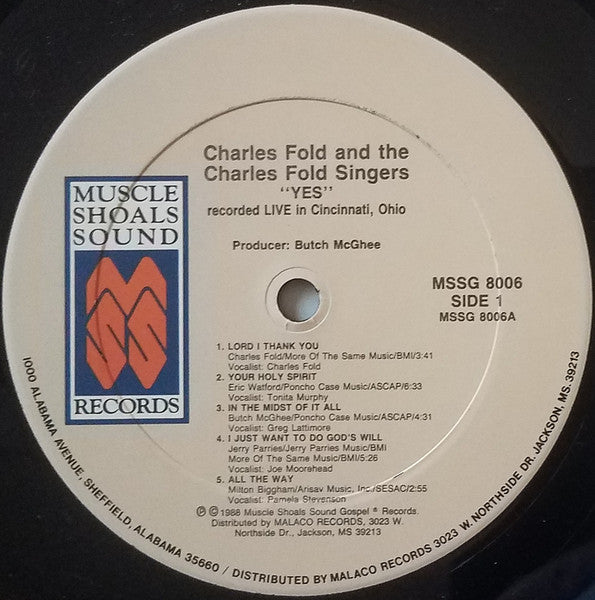 Charles Fold and the
Charles Fold Singers
"YES"
recorded LIVE in Cincinnati, Ohio
Producer: Butch McGhee
MUSCLE
SHOALS
SOUND
RECORDS
MSSG 8006
SIDE 1
MSSG 8006A
1. LORD I THANK YOU
Charles Fold/More Of The Same Music/BMI/3:41
Vocalist: Charles Fold
2. YOUR HOLY SPIRIT
Eric Watford/Poncho Case Music/ASCAP/6:33
Vocalist: Tonita Murphy
3. IN THE MIDST OF IT ALL
Butch McGhee/Poncho Case Music/ASCAP/4:31
Vocalist: Greg Lattimore
4. I JUST WANT TO DO GOD'S WILL
Jerry Parries/Jerry Parries Music/BMI
More Of The Same Music/BMI/5:26
Vocalist: Joe Moorehead
5. ALL THE WAY
Milton Biggham/Arisav Music, Inc./SESAC/2:55
Vocalist: Pamela Stevenson
℗ © 1988 Muscle Shoals Sound Gospel ® Records.
Distributed by MALACO RECORDS, 3023 W.
Northside Dr., Jackson, MS 39213
1000 ALABAMA AVENUE, SHEFFIELD, ALABAMA 35660 / DISTRIBUTED BY MALACO RECORDS 3023 W. NORTHSIDE DR. JACKSON, MS. 39213